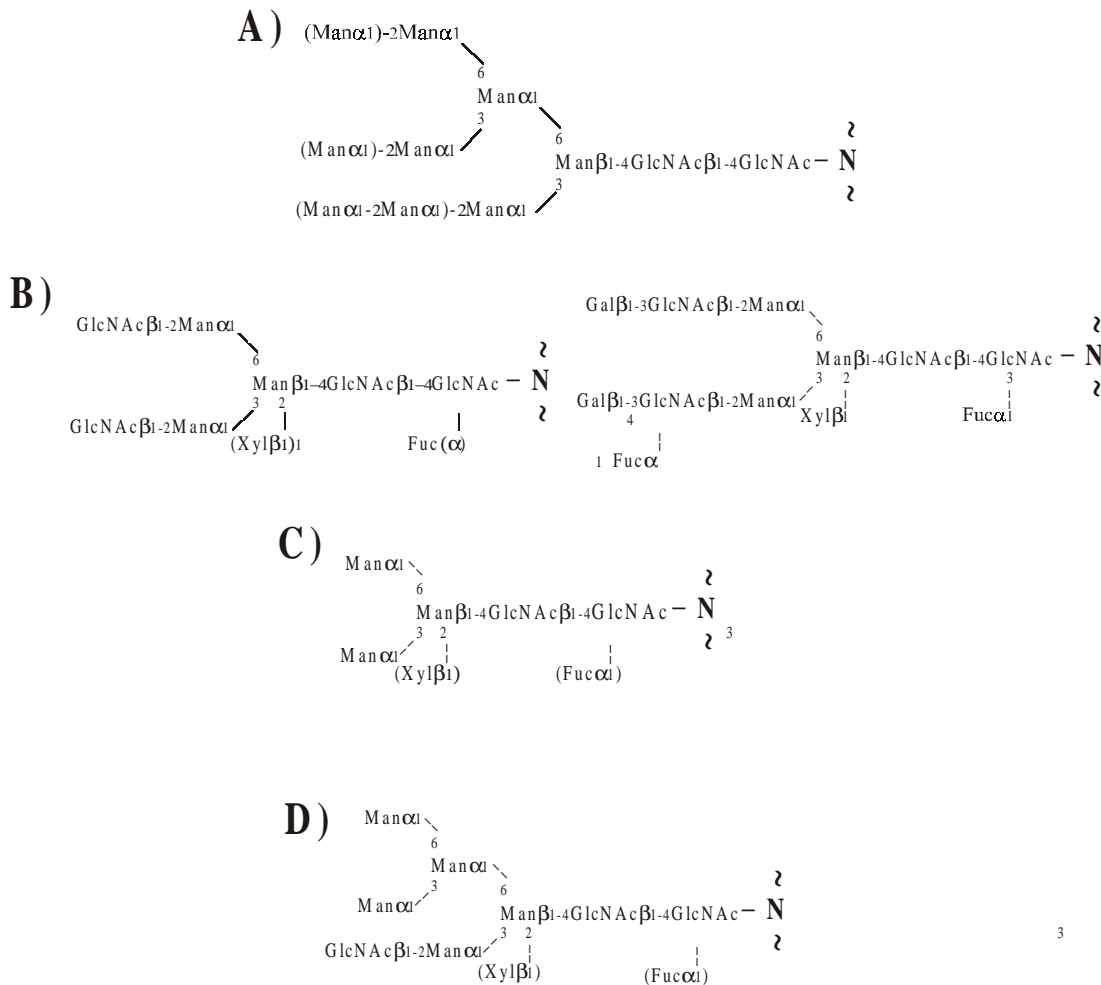 A) (Manα1)-2Manα1
6
Manα1
3
(Manα1)-2Manα1
6
Manβ1-4GlcNAcβ1-4GlcNAc – N
3
(Manα1-2Manα1)-2Manα1
~
~
B)
GlcNAcβ1-2Manα1
6
Manβ1–4GlcNAcβ1–4GlcNAc – N
3 2
GlcNAcβ1-2Manα1
(Xylβ1)1
Fuc(α)
~
~
Galβ1-3GlcNAcβ1-2Manα1
6
Manβ1-4GlcNAcβ1-4GlcNAc – N
3 2 3
Galβ1-3GlcNAcβ1-2Manα1
4
Xylβ1
Fucα1
1 Fucα
~
~
C)
Manα1
6
Manβ1-4GlcNAcβ1-4GlcNAc – N
3 2 3
Manα1
(Xylβ1)
(Fucα1)
~
~
D)
Manα1
6
Manα1
3
Manα1
6
Manβ1-4GlcNAcβ1-4GlcNAc – N
3 2 3
GlcNAcβ1-2Manα1
(Xylβ1)
(Fucα1)
~
~